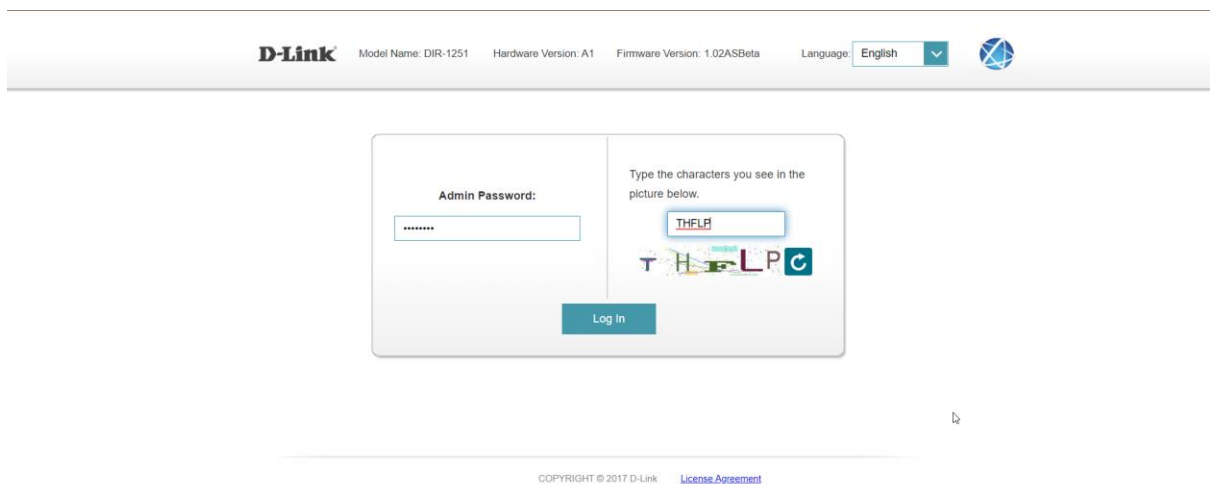 D-Link Model Name: DIR-1251 Hardware Version: A1 Firmware Version: 1.02ASBeta Language: English
Admin Password:
••••••••
Type the characters you see in the
picture below.
THFLP
T H F L P
Log In
COPYRIGHT © 2017 D-Link License Agreement